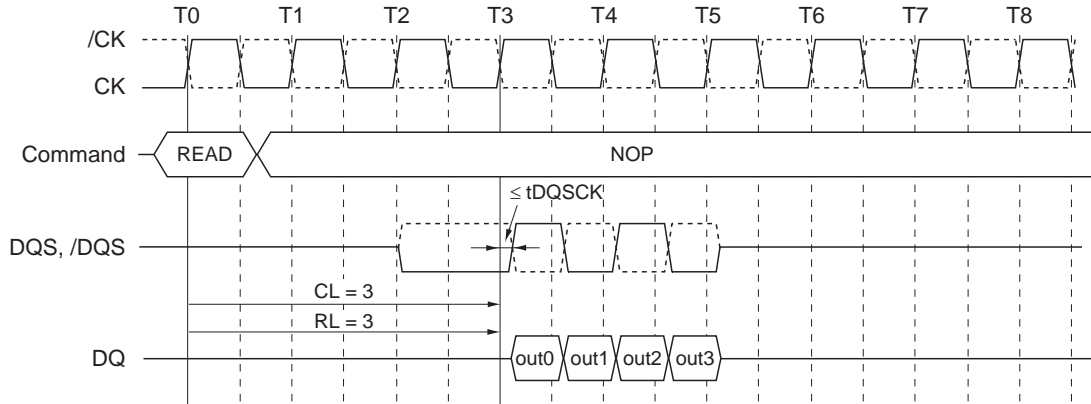 T0 T1 T2 T3 T4 T5 T6 T7 T8
/CK
CK
Command READ NOP
≤ tDQSCK
DQS, /DQS
CL = 3
RL = 3
DQ out0 out1 out2 out3